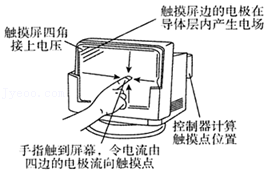 触摸屏边的电极在
导体层内产生电场
触摸屏四角
接上电压
控制器计算
触摸点位置
手指触到屏幕，令电流由
四边的电极流向触摸点